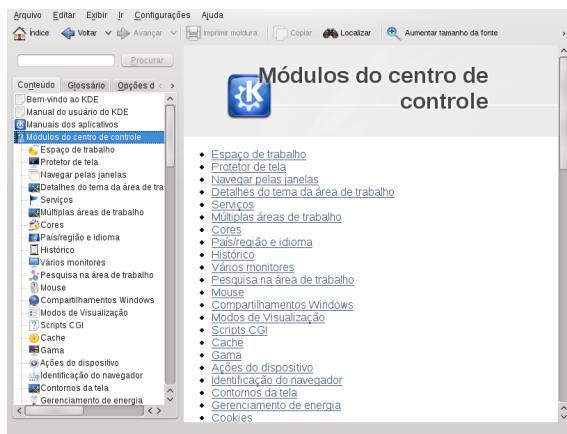 Arquivo Editar Exibir Ir Configurações Ajuda
Índice Voltar Avançar Imprimir moldura Copiar Localizar Aumentar tamanho da fonte
Procurar
Conteúdo Glossário Opções d
Bem-vindo ao KDE
Manual do usuário do KDE
Manuais dos aplicativos
Módulos do centro de controle
Espaço de trabalho
Protetor de tela
Navegar pelas janelas
Detalhes do tema da área de tra
Serviços
Múltiplas áreas de trabalho
Cores
País/região e idioma
Histórico
Vários monitores
Pesquisa na área de trabalho
Mouse
Compartilhamentos Windows
Modos de Visualização
Scripts CGI
Cache
Gama
Ações do dispositivo
Identificação do navegador
Contornos da tela
Gerenciamento de energia
Módulos do centro de
controle
Espaço de trabalho
Protetor de tela
Navegar pelas janelas
Detalhes do tema da área de trabalho
Serviços
Múltiplas áreas de trabalho
Cores
País/região e idioma
Histórico
Vários monitores
Pesquisa na área de trabalho
Mouse
Compartilhamentos Windows
Modos de Visualização
Scripts CGI
Cache
Gama
Ações do dispositivo
Identificação do navegador
Contornos da tela
Gerenciamento de energia
Cookies